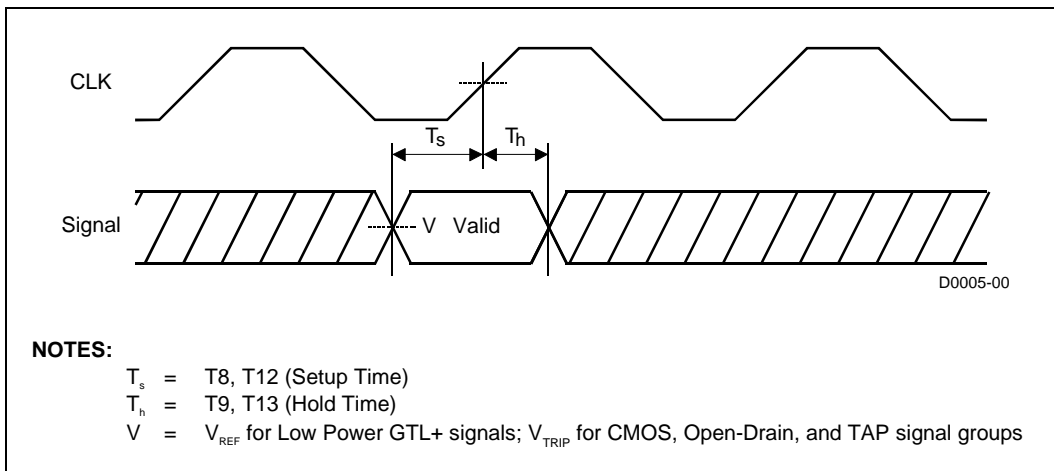 CLK
Ts Th
Signal
V Valid
D0005-00
NOTES:
Ts = T8, T12 (Setup Time)
Th = T9, T13 (Hold Time)
V = VREF for Low Power GTL+ signals; VTRIP for CMOS, Open-Drain, and TAP signal groups